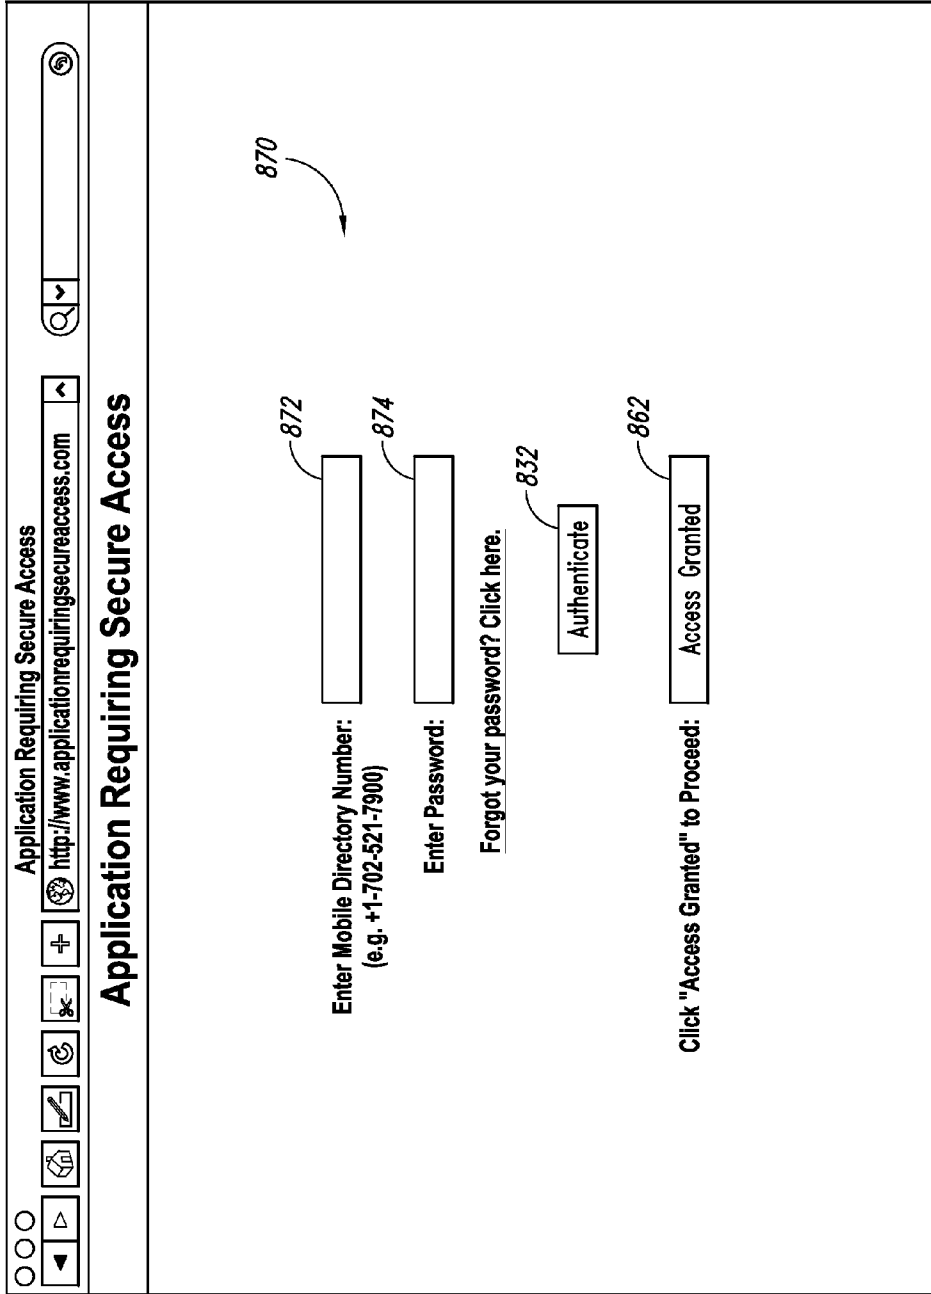 Application Requiring Secure Access
http://www.applicationrequiringsecureaccess.com
Application Requiring Secure Access
870
872
Enter Mobile Directory Number:
(e.g. +1-702-521-7900)
874
Enter Password:
Forgot your password? Click here.
832
Authenticate
862
Click "Access Granted" to Proceed:
Access Granted